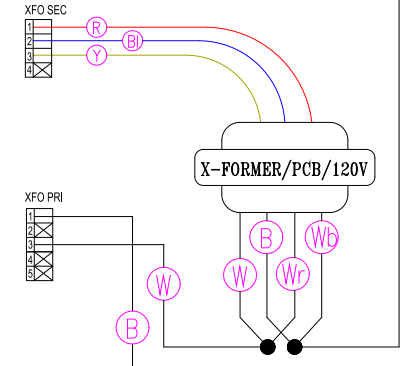 XFO SEC
1 R
2 Bl
3 Y
4
X-FORMER/PCB/120V
XFO PRI
1
2
3
4
5
B Wb
W Wr
W
B